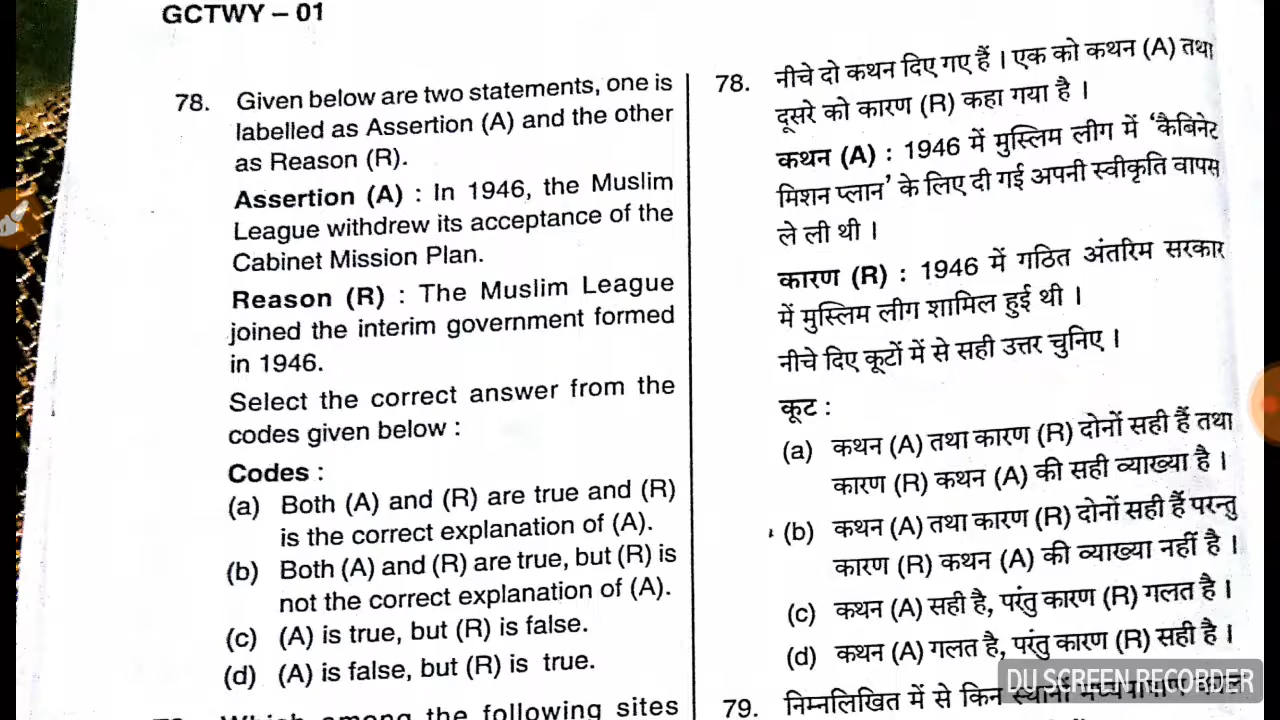 GCTWY – 01
78. Given below are two statements, one is
labelled as Assertion (A) and the other
as Reason (R).
Assertion (A) : In 1946, the Muslim
League withdrew its acceptance of the
Cabinet Mission Plan.
Reason (R) : The Muslim League
joined the interim government formed
in 1946.
Select the correct answer from the
codes given below :
Codes :
(a) Both (A) and (R) are true and (R)
is the correct explanation of (A).
(b) Both (A) and (R) are true, but (R) is
not the correct explanation of (A).
(c) (A) is true, but (R) is false.
(d) (A) is false, but (R) is true.
Which among the following sites
78. नीचे दो कथन दिए गए हैं । एक को कथन (A) तथा
दूसरे को कारण (R) कहा गया है ।
कथन (A) : 1946 में मुस्लिम लीग में ‘कैबिनेट
मिशन प्लान’ के लिए दी गई अपनी स्वीकृति वापस
ले ली थी ।
कारण (R) : 1946 में गठित अंतरिम सरकार
में मुस्लिम लीग शामिल हुई थी ।
नीचे दिए कूटों में से सही उत्तर चुनिए ।
कूट :
(a) कथन (A) तथा कारण (R) दोनों सही हैं तथा
कारण (R) कथन (A) की सही व्याख्या है ।
(b) कथन (A) तथा कारण (R) दोनों सही हैं परन्तु
कारण (R) कथन (A) की व्याख्या नहीं है ।
(c) कथन (A) सही है, परंतु कारण (R) गलत है ।
(d) कथन (A) गलत है, परंतु कारण (R) सही है ।
79. निम्नलिखित में से किन स्थानों
DU SCREEN RECORDER